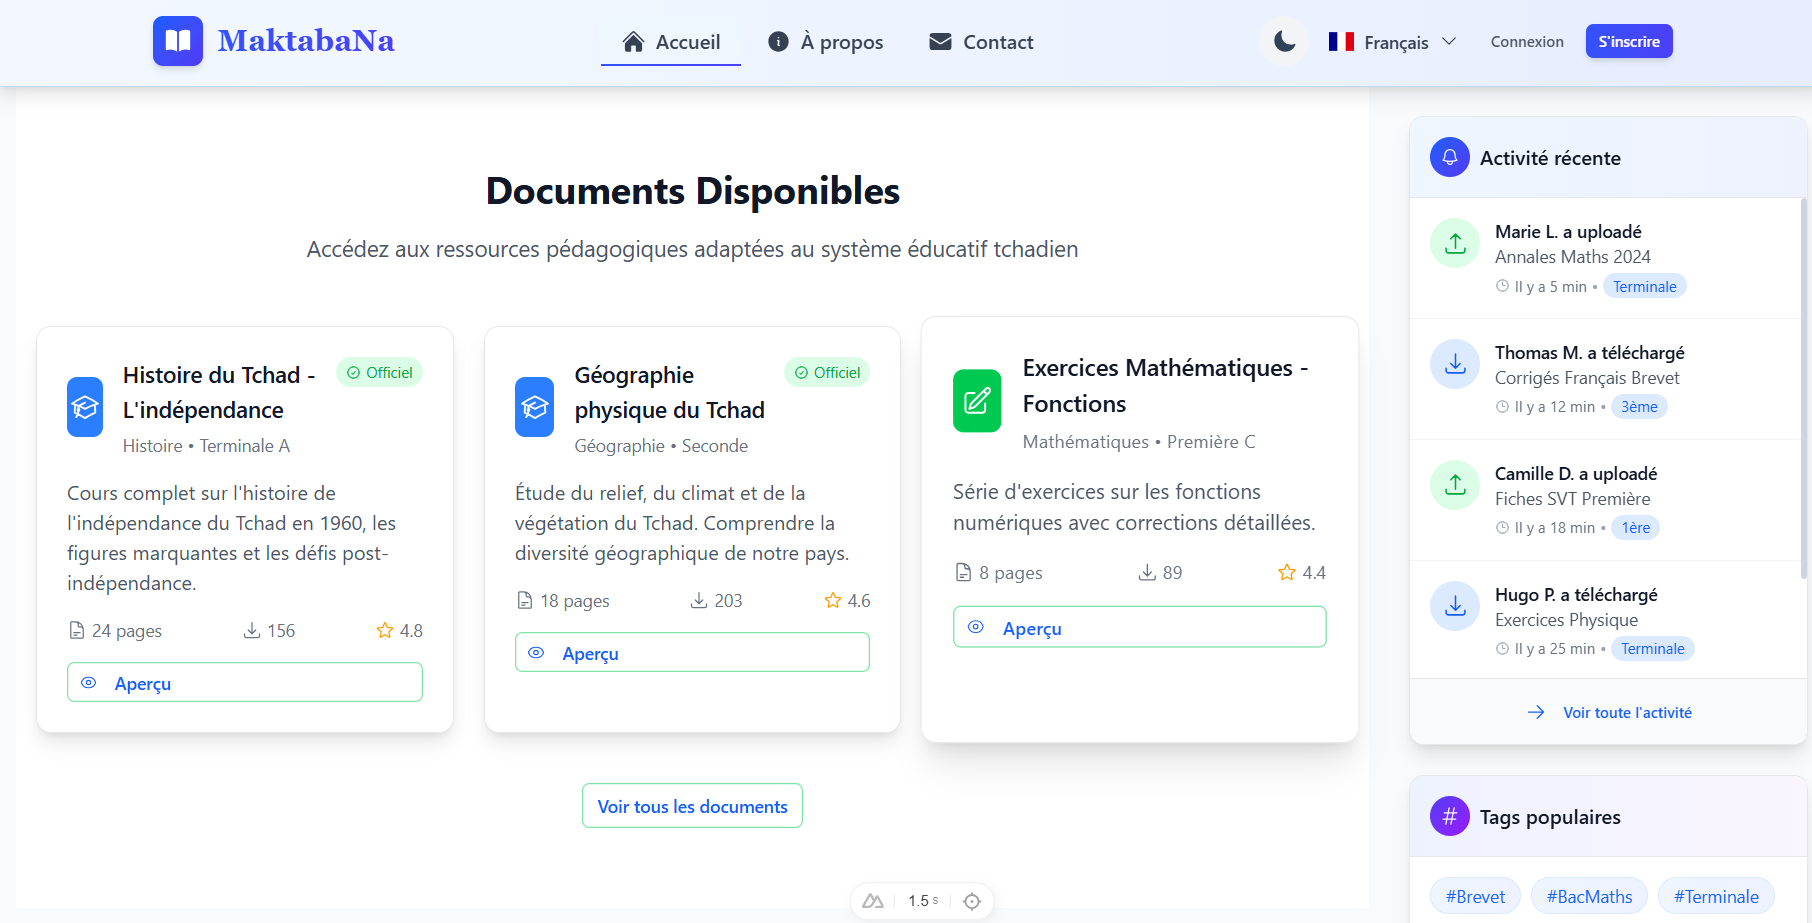 MaktabaNa
Accueil
À propos
Contact
Français
Connexion
S'inscrire
Documents Disponibles
Accédez aux ressources pédagogiques adaptées au système éducatif tchadien
Histoire du Tchad -
L'indépendance
Officiel
Histoire • Terminale A
Cours complet sur l'histoire de
l'indépendance du Tchad en 1960, les
figures marquantes et les défis post-
indépendance.
24 pages
156
4.8
Aperçu
Géographie
physique du Tchad
Officiel
Géographie • Seconde
Étude du relief, du climat et de la
végétation du Tchad. Comprendre la
diversité géographique de notre pays.
18 pages
203
4.6
Aperçu
Exercices Mathématiques -
Fonctions
Mathématiques • Première C
Série d'exercices sur les fonctions
numériques avec corrections détaillées.
8 pages
89
4.4
Aperçu
Voir tous les documents
1.5 s
Activité récente
Marie L. a uploadé
Annales Maths 2024
Il y a 5 min • Terminale
Thomas M. a téléchargé
Corrigés Français Brevet
Il y a 12 min • 3ème
Camille D. a uploadé
Fiches SVT Première
Il y a 18 min • 1ère
Hugo P. a téléchargé
Exercices Physique
Il y a 25 min • Terminale
Voir toute l'activité
# Tags populaires
#Brevet
#BacMaths
#Terminale